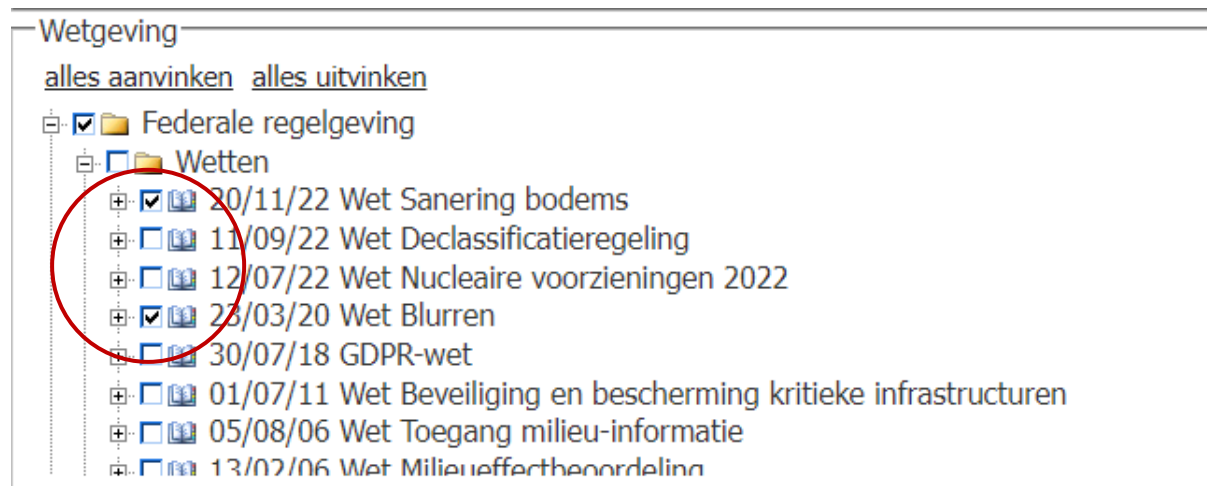 Wetgeving
alles aanvinken alles uitvinken
Federale regelgeving
Wetten
20/11/22 Wet Sanering bodems
11/09/22 Wet Declassificatieregeling
12/07/22 Wet Nucleaire voorzieningen 2022
23/03/20 Wet Blurren
30/07/18 GDPR-wet
01/07/11 Wet Beveiliging en bescherming kritieke infrastructuren
05/08/06 Wet Toegang milieu-informatie
13/02/06 Wet Milieueffectbeoordeling